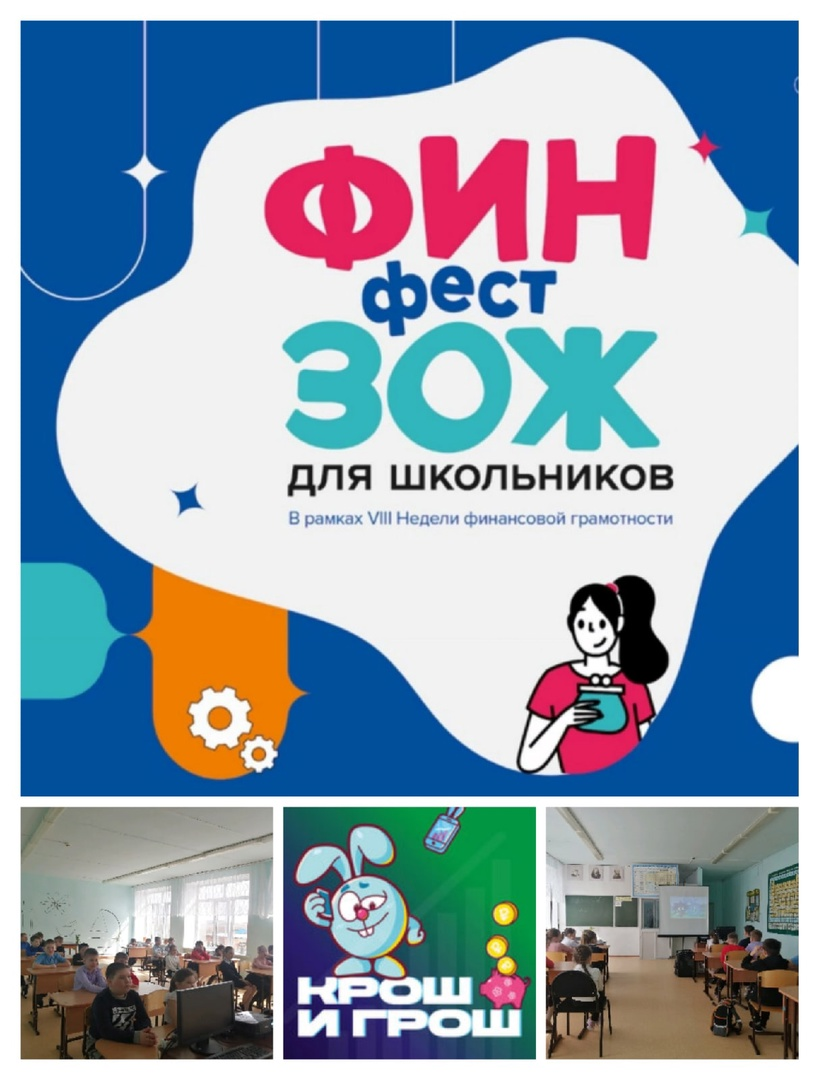 ФИН
фест
ЗОЖ
для школьников
В рамках VIII Недели финансовой грамотности
КРОШ
И ГРОШ